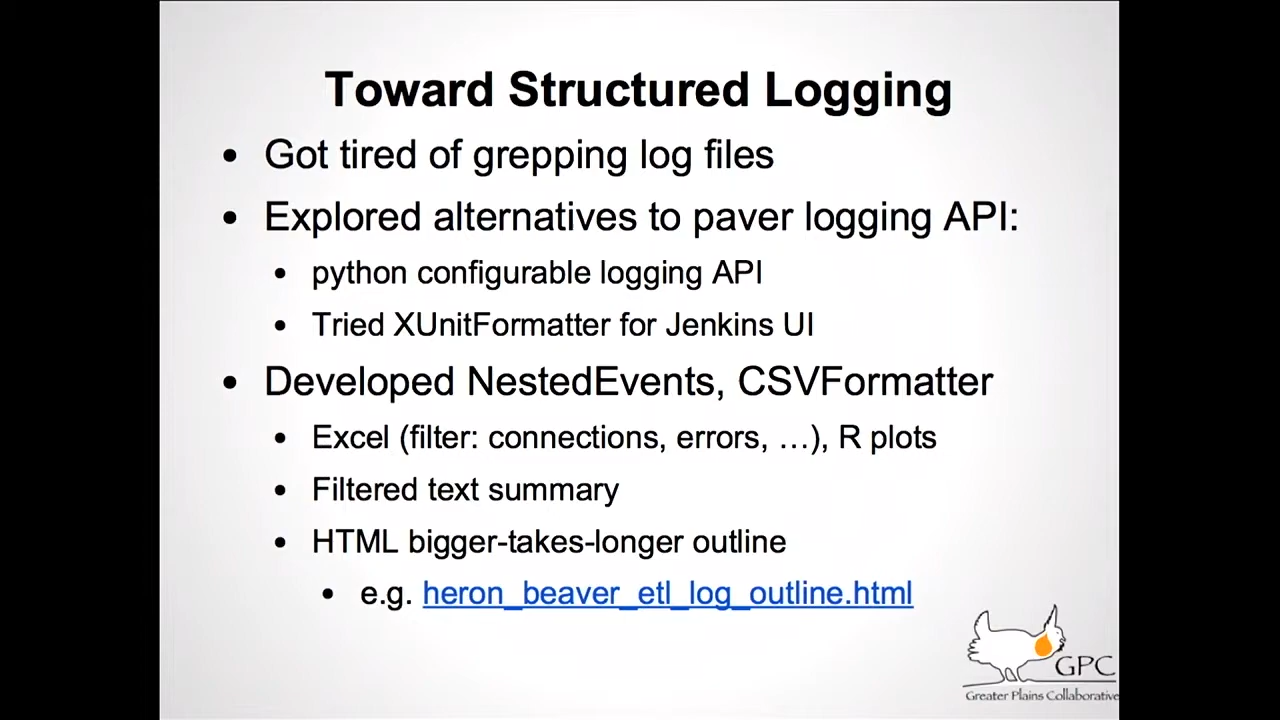 Toward Structured Logging
• Got tired of grepping log files
• Explored alternatives to paver logging API:
• python configurable logging API
• Tried XUnitFormatter for Jenkins UI
• Developed NestedEvents, CSVFormatter
• Excel (filter: connections, errors, …), R plots
• Filtered text summary
• HTML bigger-takes-longer outline
• e.g. heron_beaver_etl_log_outline.html
GPC
Greater Plains Collaborative